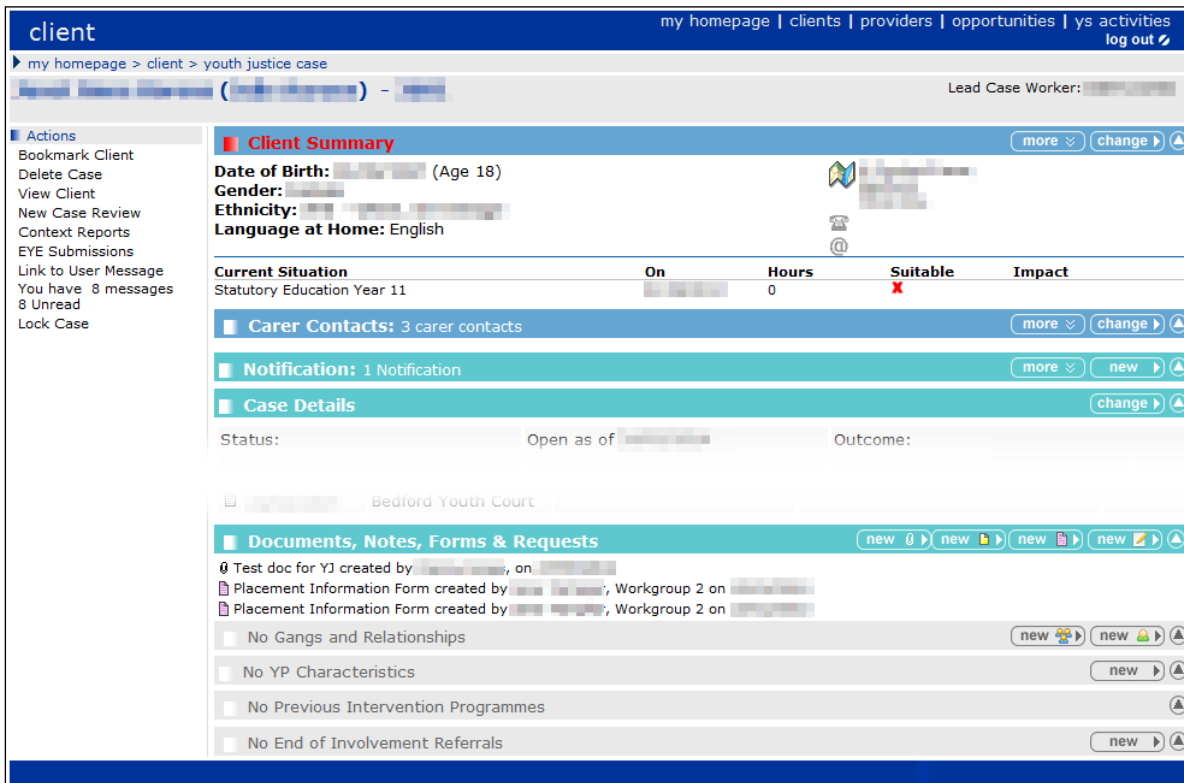 client
my homepage | clients | providers | opportunities | ys activities
log out
my homepage > client > youth justice case
( ) -
Lead Case Worker:
Actions
Bookmark Client
Delete Case
View Client
New Case Review
Context Reports
EYE Submissions
Link to User Message
You have 8 messages
8 Unread
Lock Case
Client Summary
more change
Date of Birth: (Age 18)
Gender:
Ethnicity:
Language at Home: English
@
Current Situation On Hours Suitable Impact
Statutory Education Year 11 0 X
Carer Contacts: 3 carer contacts
more change
Notification: 1 Notification
more new
Case Details
change
Status: Open as of Outcome:
Bedford Youth Court
Documents, Notes, Forms & Requests
new new new new
Test doc for YJ created by , on
Placement Information Form created by , Workgroup 2 on
Placement Information Form created by , Workgroup 2 on
No Gangs and Relationships
new new
No YP Characteristics
new
No Previous Intervention Programmes
No End of Involvement Referrals
new